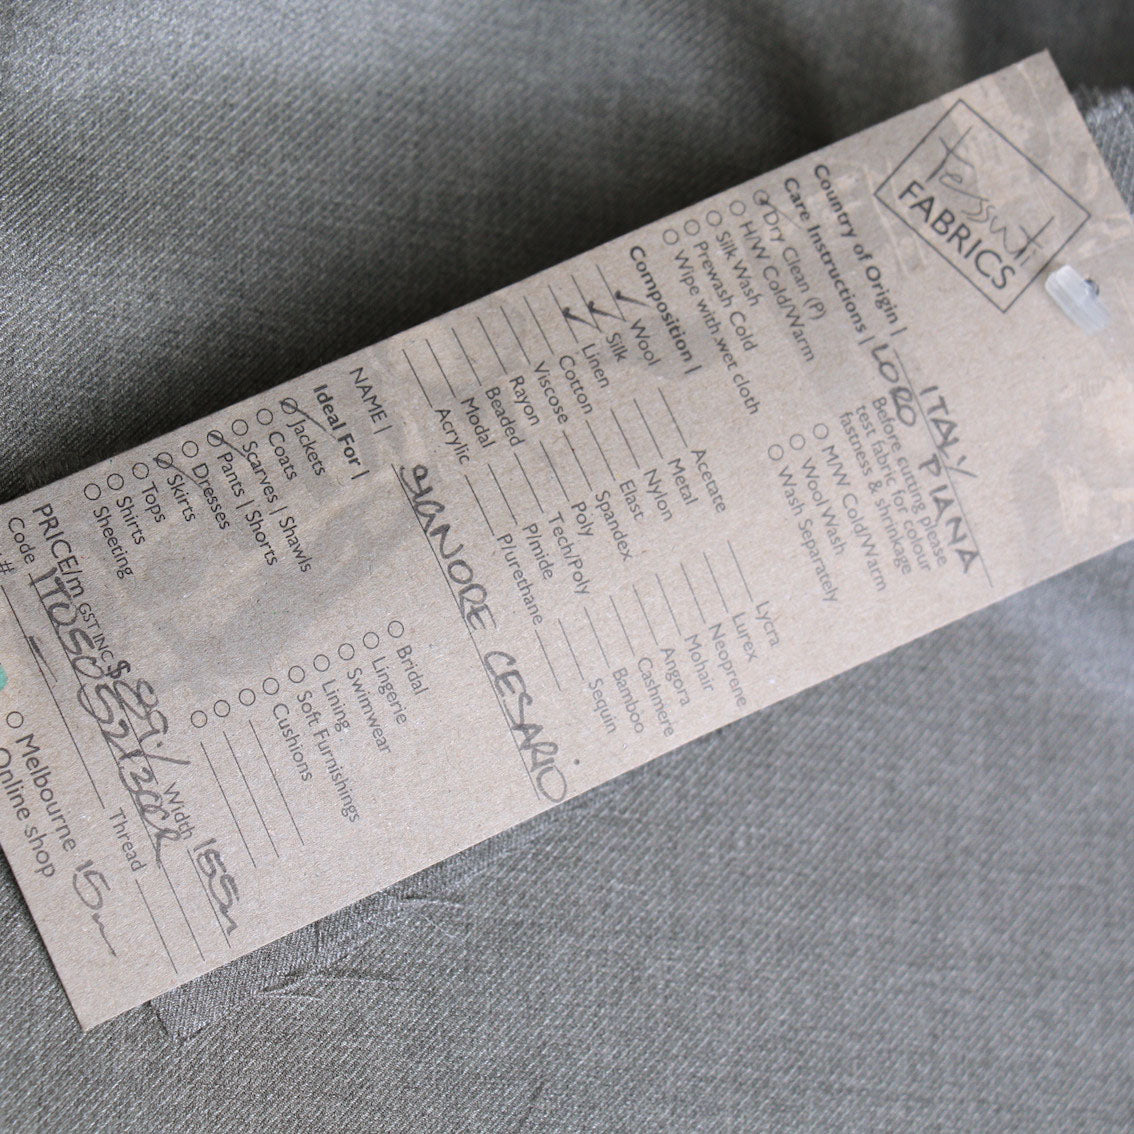 tessuti
FABRICS
Country of Origin | ITALY
LORO PIANA
Care Instructions | Before cutting please
test fabric for colour
fastness & shrinkage
Dry Clean (P)
H/W Cold/Warm
Silk Wash
Prewash Cold
Wipe with wet cloth
M/W Cold/Warm
Wool Wash
Wash Separately
Composition |
Wool
Silk
Linen
Cotton
Viscose
Rayon
Beaded
Modal
Acrylic
Acetate
Metal
Nylon
Elast
Spandex
Poly
Tech/Poly
P/mide
P/urethane
Lycra
Lurex
Neoprene
Mohair
Angora
Cashmere
Bamboo
Sequin
NAME | CESARIO
Ideal For |
Jackets
Coats
Scarves | Shawls
Pants | Shorts
Dresses
Skirts
Tops
Shirts
Sheeting
Bridal
Lingerie
Swimwear
Lining
Soft Furnishings
Cushions
PRICE/m GST INC $ Width
Code
# Thread
Melbourne 15m
Online shop